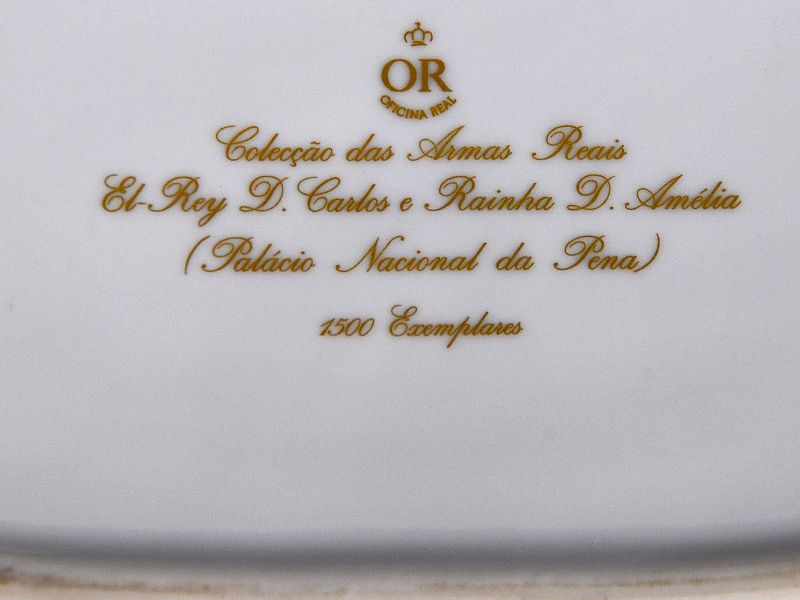 OR
OFICINA REAL
Colecção das Armas Reais
El-Rey D. Carlos e Rainha D. Amélia
(Palácio Nacional da Pena)
1500 Exemplares